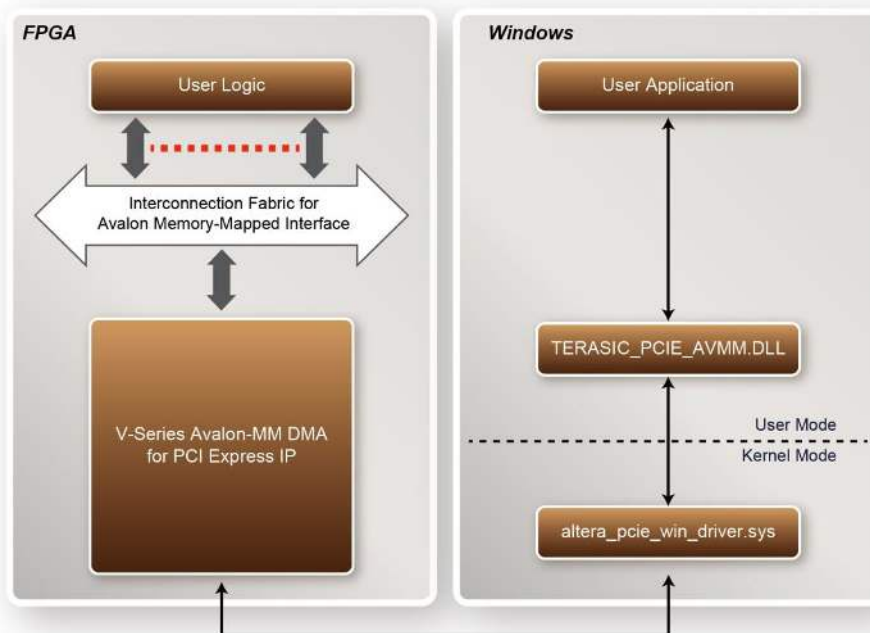 FPGA
User Logic
Interconnection Fabric for
Avalon Memory-Mapped Interface
V-Series Avalon-MM DMA
for PCI Express IP
Windows
User Application
TERASIC_PCIE_AVMM.DLL
User Mode
Kernel Mode
altera_pcie_win_driver.sys